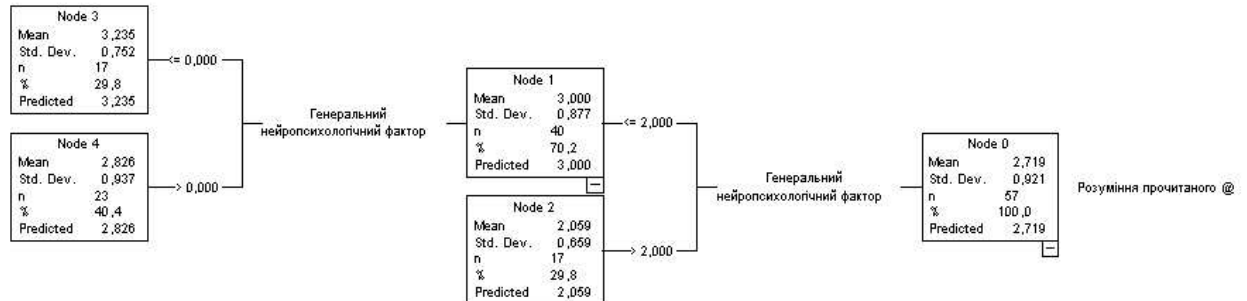 Node 3
Mean 3,235
Std. Dev. 0,752
n 17
% 29,8
Predicted 3,235
<= 0,000
Node 4
Mean 2,826
Std. Dev. 0,937
n 23
% 40,4
Predicted 2,826
> 0,000
Генеральний
нейропсихологічний фактор
Node 1
Mean 3,000
Std. Dev. 0,877
n 40
% 70,2
Predicted 3,000
<= 2,000
Node 2
Mean 2,059
Std. Dev. 0,659
n 17
% 29,8
Predicted 2,059
> 2,000
Генеральний
нейропсихологічний фактор
Node 0
Mean 2,719
Std. Dev. 0,921
n 57
% 100,0
Predicted 2,719
Розуміння прочитаного @